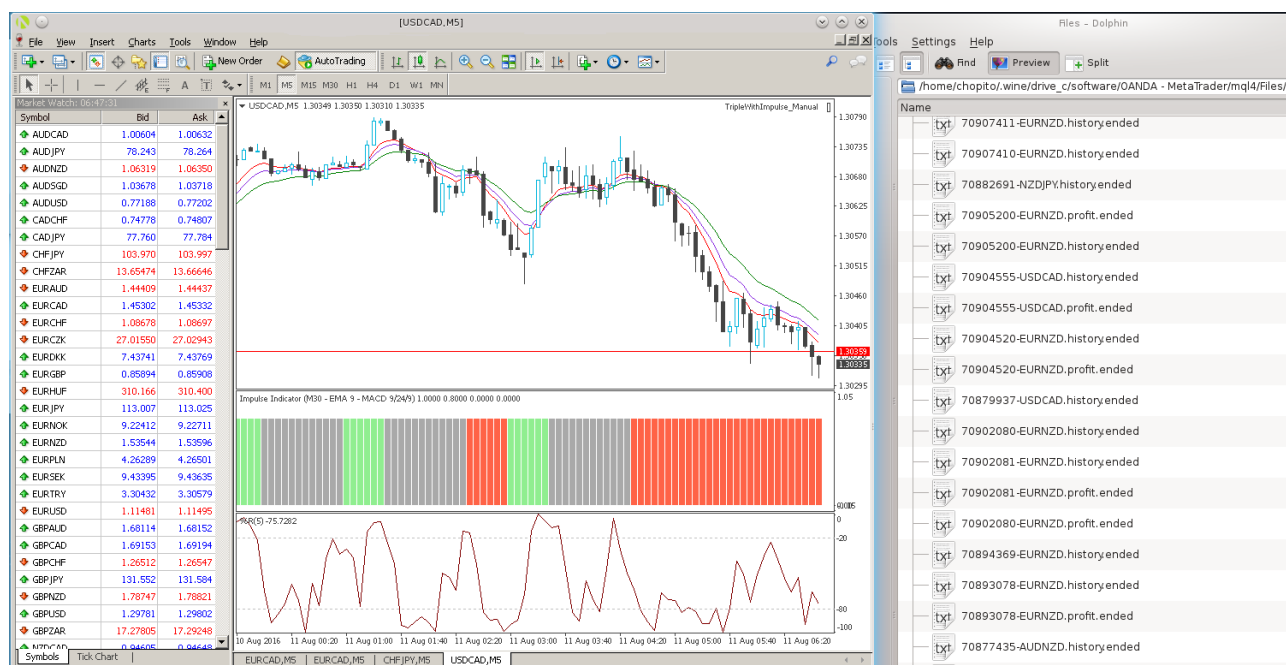 [USDCAD,M5]
File View Insert Charts Tools Window Help
New Order AutoTrading
A T M1 M5 M15 M30 H1 H4 D1 W1 MN
Market Watch: 06:47:31
Symbol Bid Ask
AUDCAD 1.00604 1.00632
AUDJPY 78.243 78.264
AUDNZD 1.06319 1.06350
AUDSGD 1.03678 1.03718
AUDUSD 0.77188 0.77202
CADCHF 0.74778 0.74807
CADJPY 77.760 77.784
CHFJPY 103.970 103.997
CHFZAR 13.65474 13.66646
EURAUD 1.44409 1.44437
EURCAD 1.45302 1.45332
EURCHF 1.08678 1.08697
EURCZK 27.01550 27.02943
EURDKK 7.43741 7.43769
EURGBP 0.85894 0.85908
EURHUF 310.166 310.400
EURJPY 113.007 113.025
EURNOK 9.22412 9.22711
EURNZD 1.53544 1.53596
EURPLN 4.26289 4.26501
EURSEK 9.43395 9.43635
EURTRY 3.30432 3.30579
EURUSD 1.11481 1.11495
GBPAUD 1.68114 1.68152
GBPCAD 1.69153 1.69194
GBPCHF 1.26512 1.26547
GBPJPY 131.552 131.584
GBPNZD 1.78747 1.78821
GBPUSD 1.29781 1.29802
GBPZAR 17.27805 17.29248
NZDCAD 0.94605 0.94648
Symbols Tick Chart
USDCAD,M5 1.30349 1.30350 1.30310 1.30335
TripleWithImpulse_Manual
1.30790
1.30735
1.30680
1.30625
1.30570
1.30515
1.30460
1.30405
1.30359
1.30335
1.30295
Impulse Indicator (M30 - EMA 9 - MACD 9/24/9) 1.0000 0.8000 0.0000 0.0000
1.05
%R(5) -75.7282
0
-20
-80
-100
10 Aug 2016 11 Aug 00:20 11 Aug 01:00 11 Aug 01:40 11 Aug 02:20 11 Aug 03:00 11 Aug 03:40 11 Aug 04:20 11 Aug 05:00 11 Aug 05:40 11 Aug 06:20
EURCAD,M5 EURCAD,M5 CHFJPY,M5 USDCAD,M5
Files - Dolphin
Tools Settings Help
Find Preview Split
/home/chopito/.wine/drive_c/software/OANDA - MetaTrader/mql4/Files/
Name
70907411-EURNZD.history.ended
70907410-EURNZD.history.ended
70882691-NZDJPY.history.ended
70905200-EURNZD.profit.ended
70905200-EURNZD.history.ended
70904555-USDCAD.history.ended
70904555-USDCAD.profit.ended
70904520-EURNZD.history.ended
70904520-EURNZD.profit.ended
70879937-USDCAD.history.ended
70902080-EURNZD.history.ended
70902081-EURNZD.history.ended
70902081-EURNZD.profit.ended
70902080-EURNZD.profit.ended
70894369-EURNZD.history.ended
70893078-EURNZD.history.ended
70893078-EURNZD.profit.ended
70877435-AUDNZD.history.ended